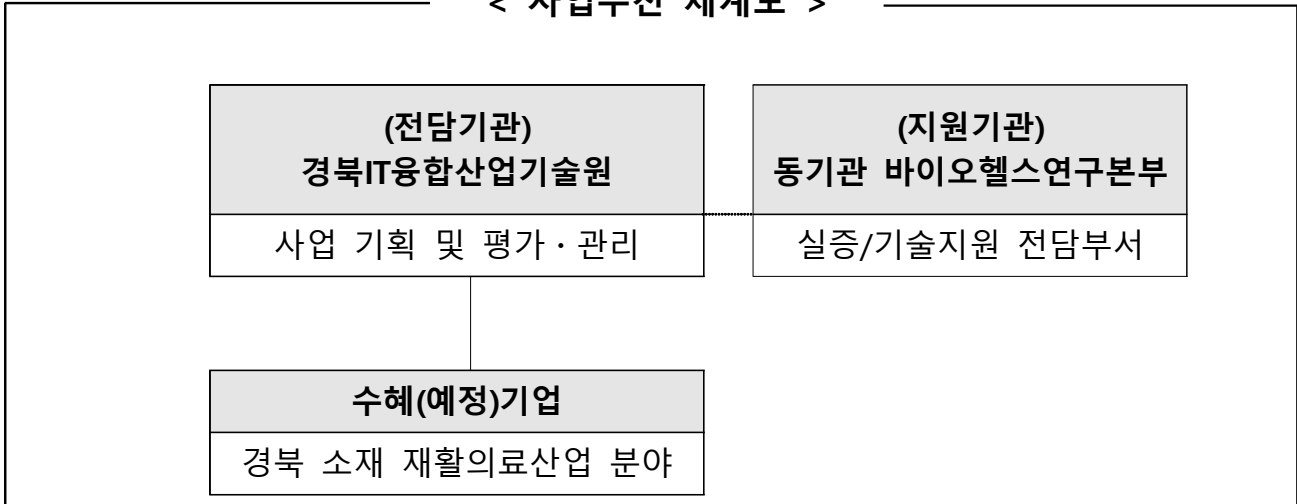 (전담기관)
경북IT융합산업기술원
사업 기획 및 평가·관리
(지원기관)
동기관 바이오헬스연구본부
실증/기술지원 전담부서
수혜(예정)기업
경북 소재 재활의료산업 분야